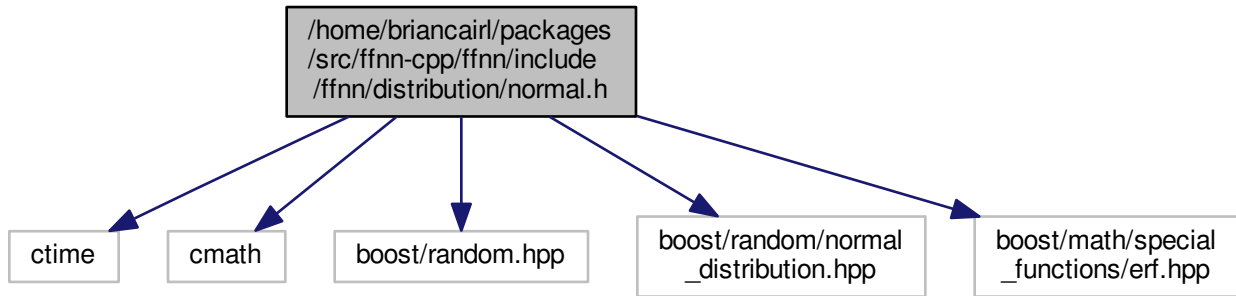 /home/briancairl/packages
/src/ffnn-cpp/ffnn/include
/ffnn/distribution/normal.h
ctime
cmath
boost/random.hpp
boost/random/normal
_distribution.hpp
boost/math/special
_functions/erf.hpp